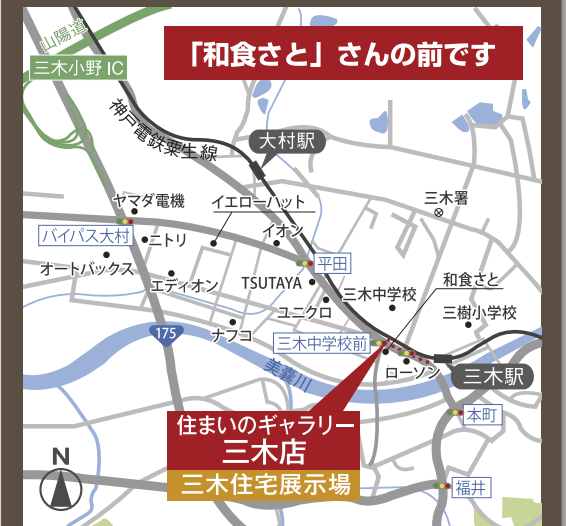 「和食さと」さんの前です
山陽道
三木小野IC
神戸電鉄粟生線
大村駅
ヤマダ電機
イエローハット
三木署
バイパス大村
ニトリ
イオン
平田
オートバックス
エディオン
TSUTAYA
和食さと
三木中学校
ユニクロ
三樹小学校
175
ナフコ
三木中学校前
ローソン
美嚢川
三木駅
本町
住まいのギャラリー
三木店
三木住宅展示場
福井
N